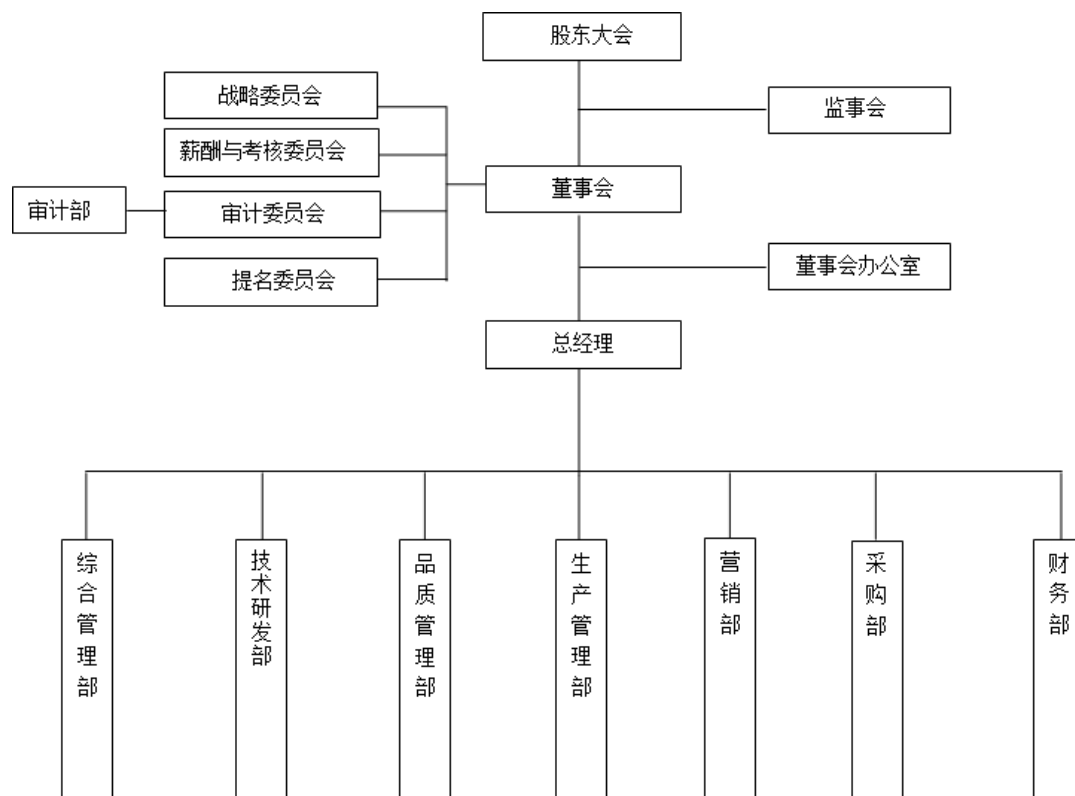 股东大会
战略委员会
监事会
薪酬与考核委员会
董事会
审计部
审计委员会
提名委员会
董事会办公室
总经理
综合管理部
技术研发部
品质管理部
生产管理部
营销部
采购部
财务部